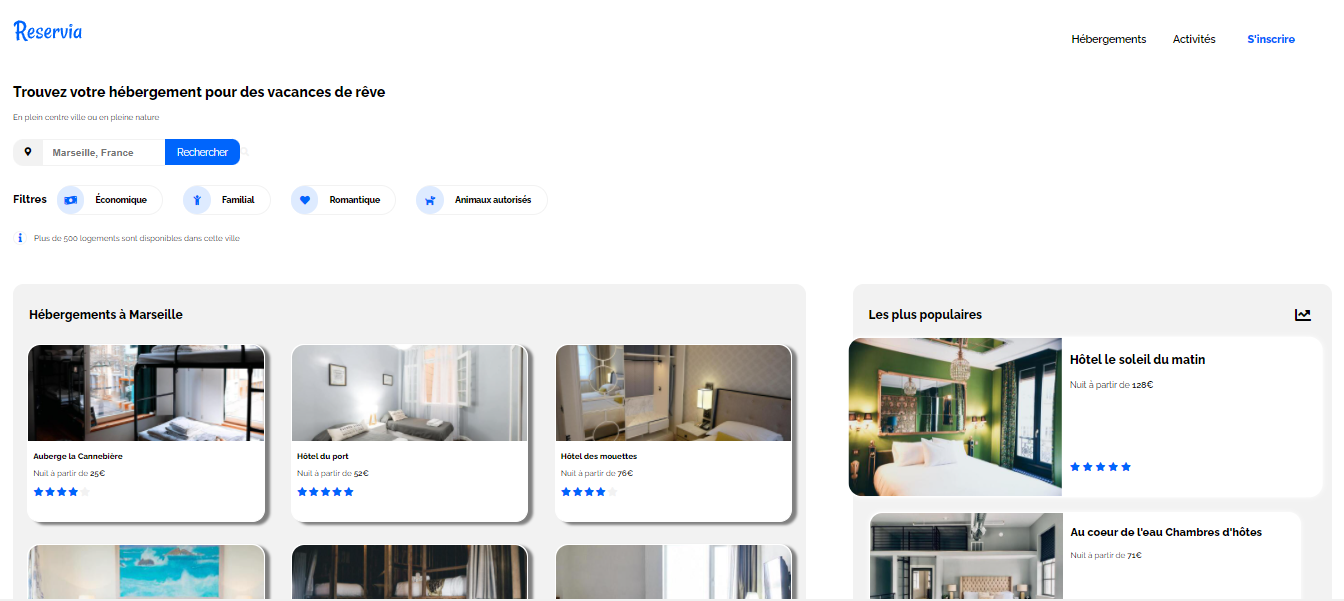 Reservia
Hébergements Activités S'inscrire
Trouvez votre hébergement pour des vacances de rêve
En plein centre ville ou en pleine nature
Marseille, France Rechercher
Filtres Économique Familial Romantique Animaux autorisés
Plus de 500 logements sont disponibles dans cette ville
Hébergements à Marseille
Auberge la Cannebière
Nuit à partir de 25€
Hôtel du port
Nuit à partir de 52€
Hôtel des mouettes
Nuit à partir de 76€
Les plus populaires
Hôtel le soleil du matin
Nuit à partir de 128€
Au coeur de l'eau Chambres d'hôtes
Nuit à partir de 71€